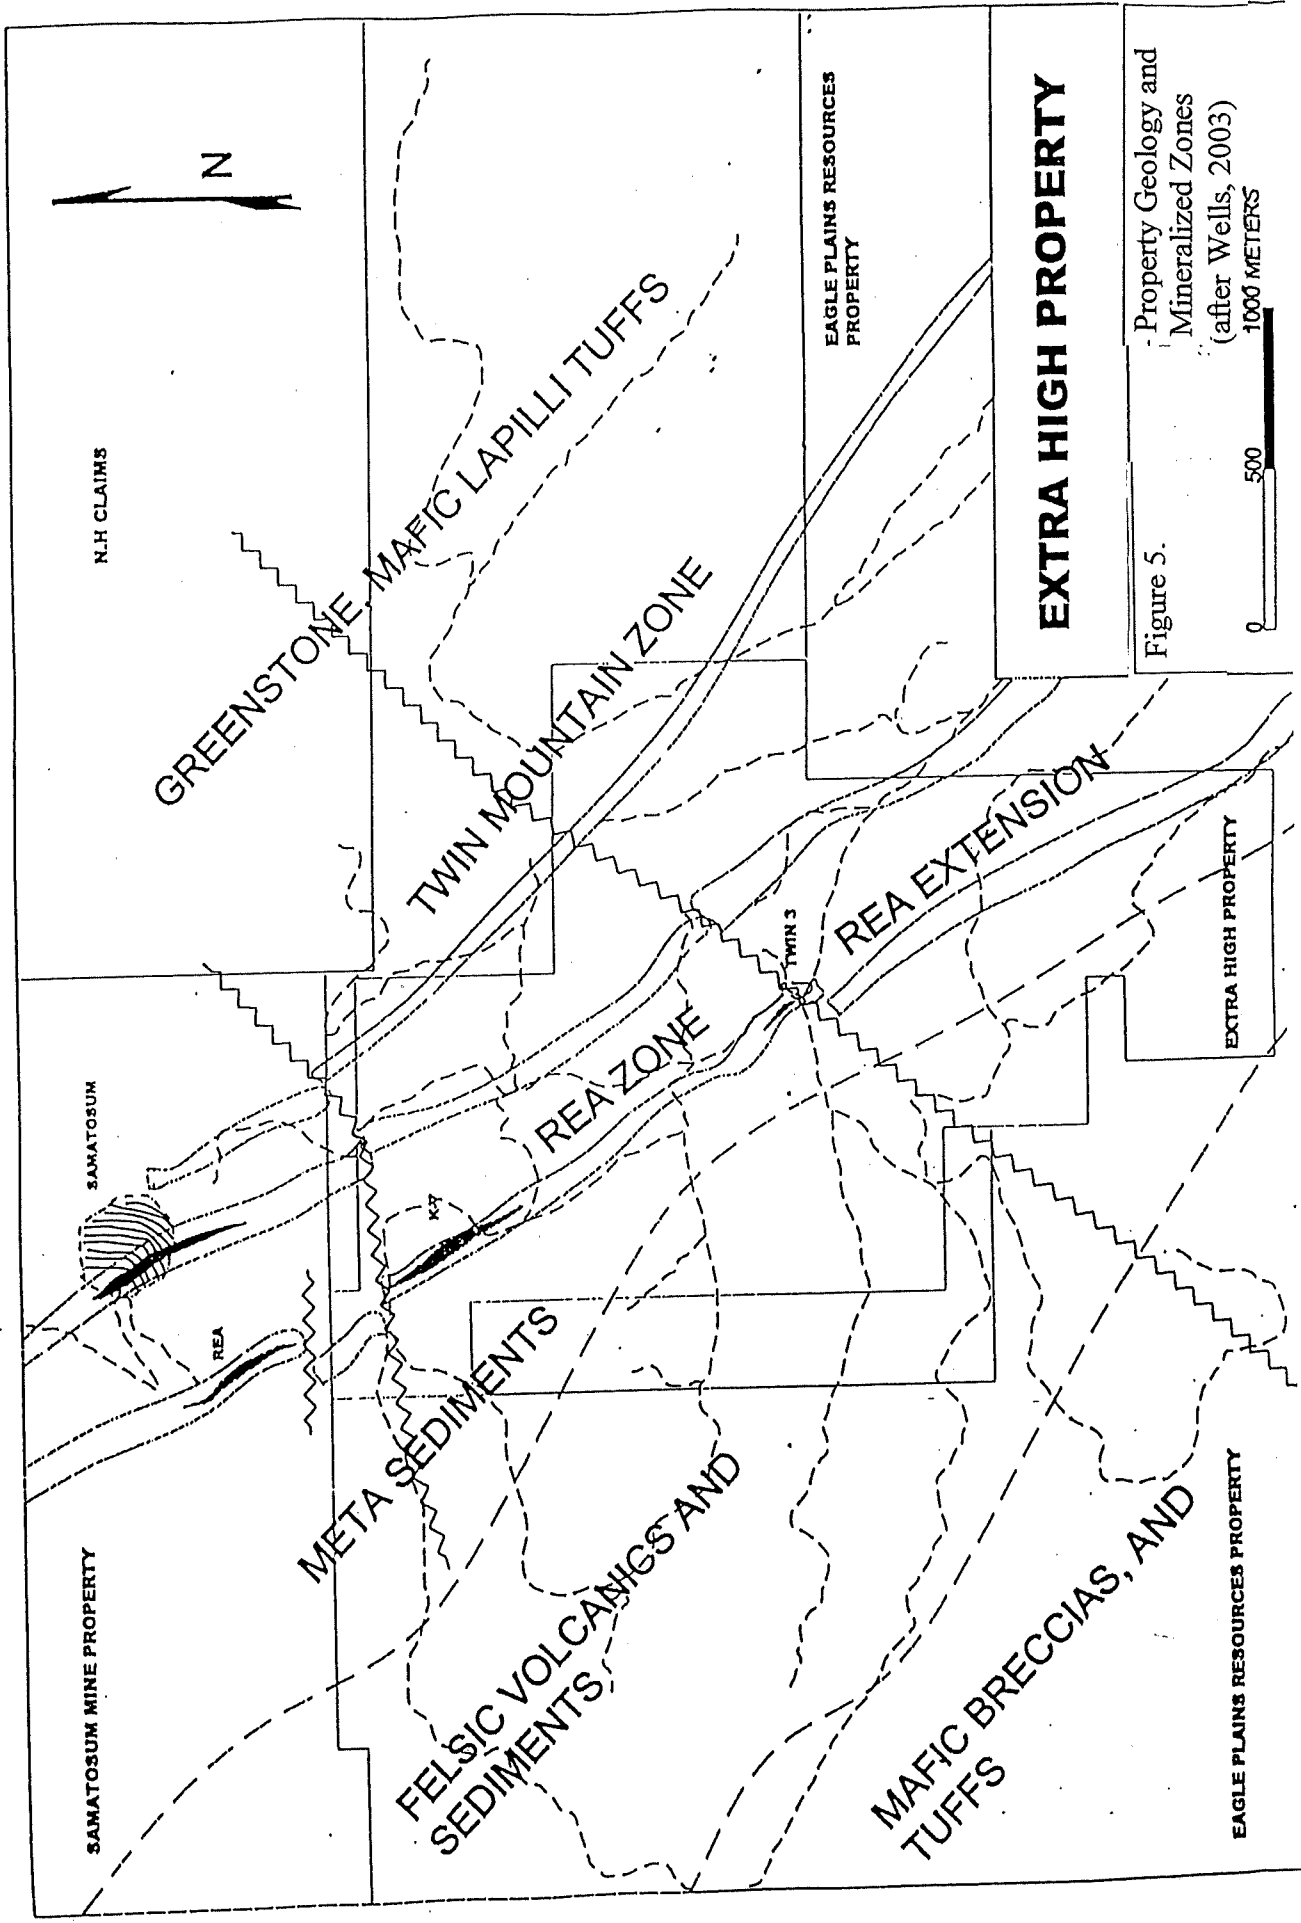 N
N.H CLAIMS
SAMATOSUM
REA
SAMATOSUM MINE PROPERTY
GREENSTONE, MAFIC LAPILLI TUFFS
TWIN MOUNTAIN ZONE
EAGLE PLAINS RESOURCES
PROPERTY
K-7
REA ZONE
TWIN 3
REA EXTENSION
META SEDIMENTS
FELSIC VOLCANICS AND
SEDIMENTS
MAFIC BRECCIAS, AND
TUFFS
EXTRA HIGH PROPERTY
EAGLE PLAINS RESOURCES PROPERTY
EXTRA HIGH PROPERTY
Figure 5.
Property Geology and
Mineralized Zones
(after Wells, 2003)
0 500 1000 METERS